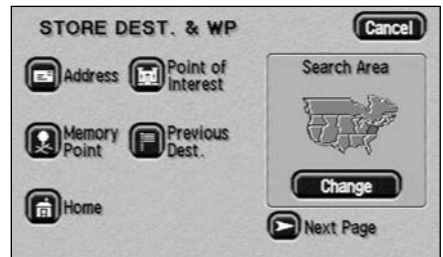 STORE DEST. & WP
Cancel
Address
Point of
Interest
Search Area
Memory
Point
Previous
Dest.
Change
Home
Next Page